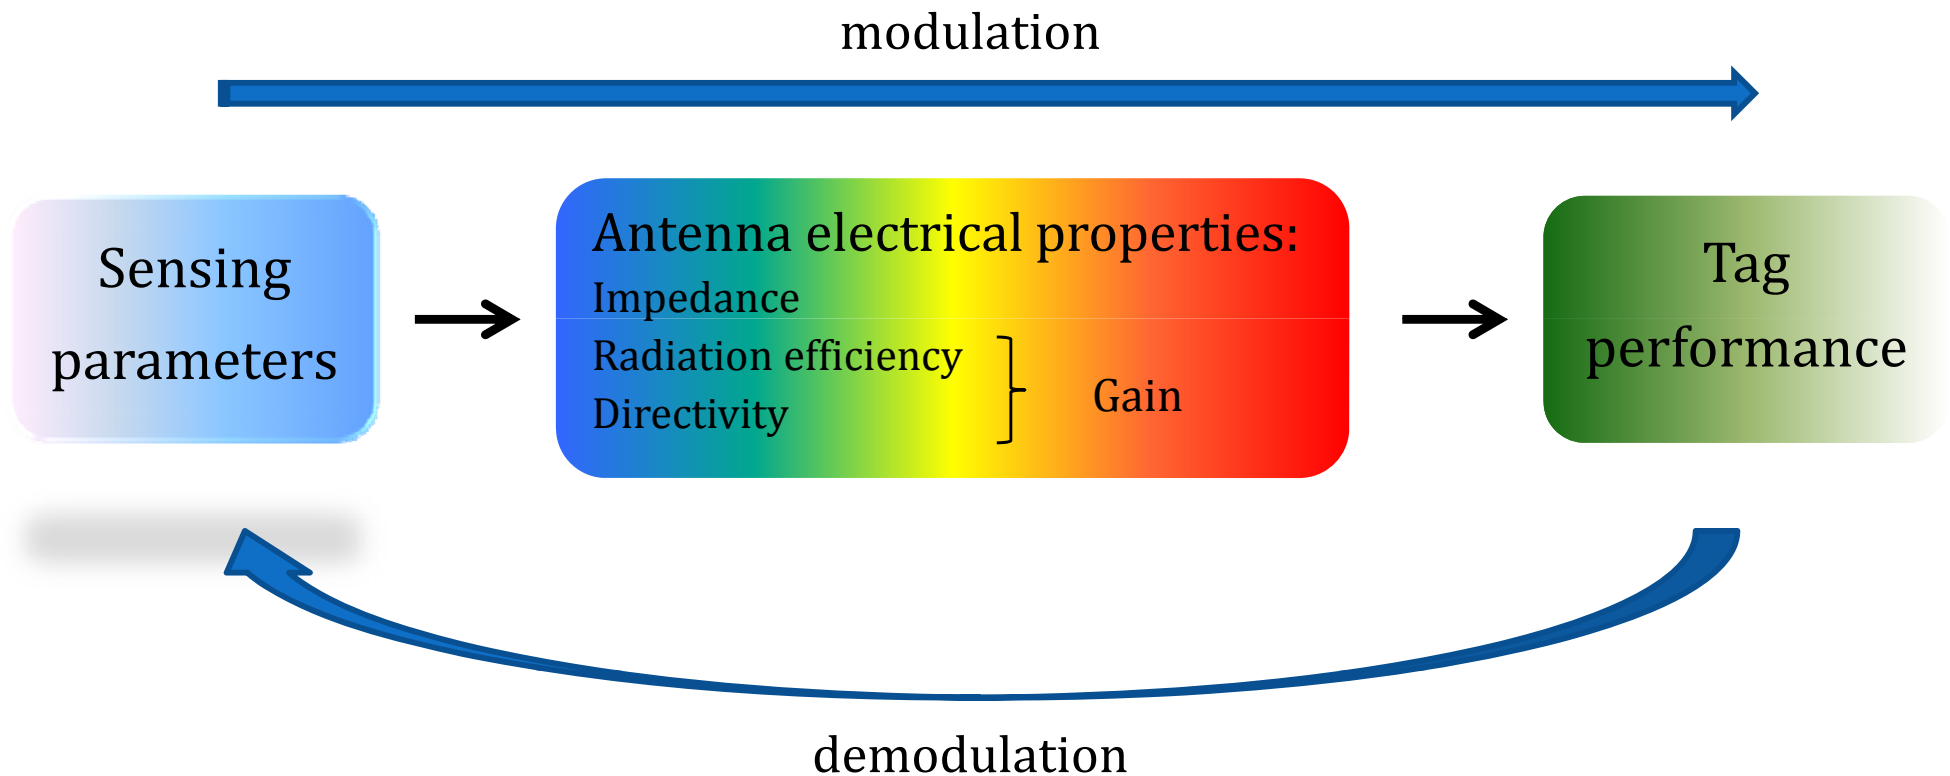 modulation
Sensing
parameters
Antenna electrical properties:
Impedance
Radiation efficiency
Directivity
Gain
Tag
performance
demodulation